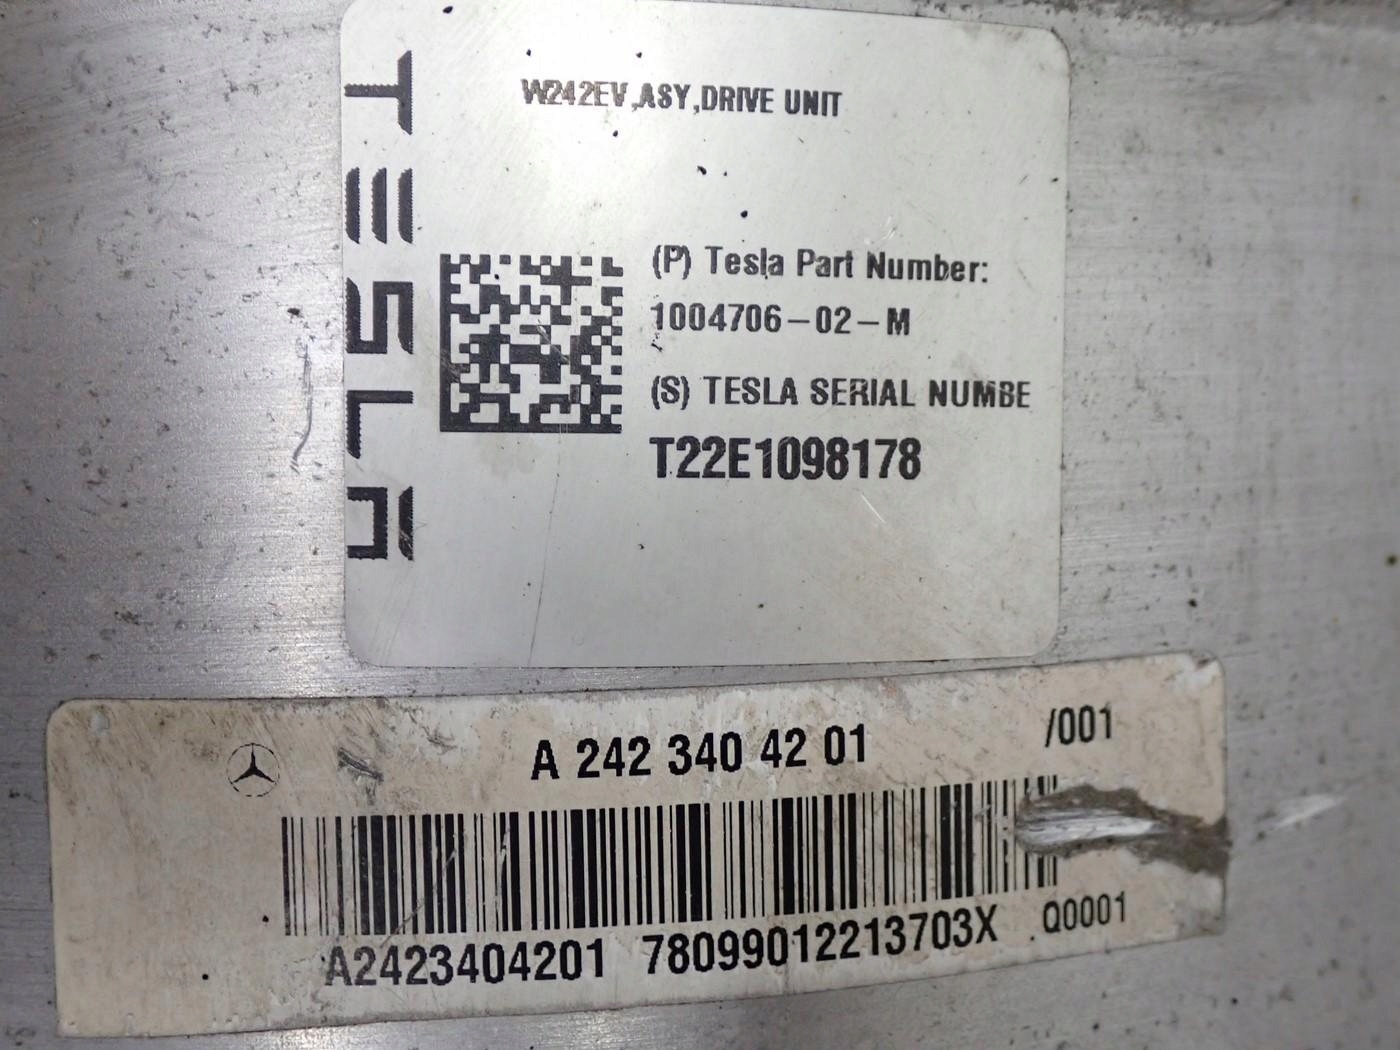 TESLA
W242EV,ASY,DRIVE UNIT
(P) Tesla Part Number:
1004706-02-M
(S) TESLA SERIAL NUMBE
T22E1098178
A 242 340 42 01 /001
A2423404201 78099012213703X Q0001